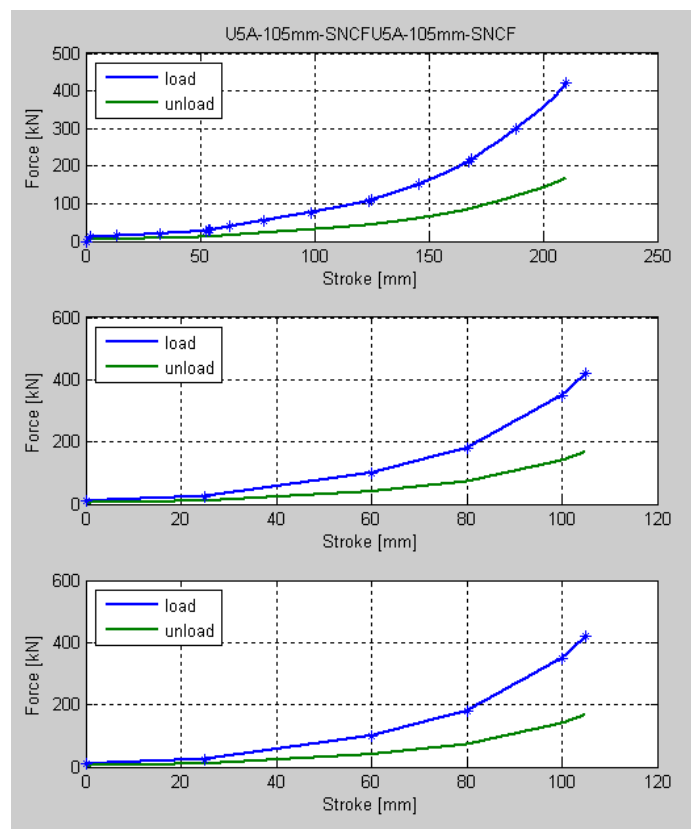 U5A-105mm-SNCFU5A-105mm-SNCF
500
400
300
200
100
0
Force [kN]
load
unload
0 50 100 150 200 250
Stroke [mm]
600
400
200
0
Force [kN]
load
unload
0 20 40 60 80 100 120
Stroke [mm]
600
400
200
0
Force [kN]
load
unload
0 20 40 60 80 100 120
Stroke [mm]